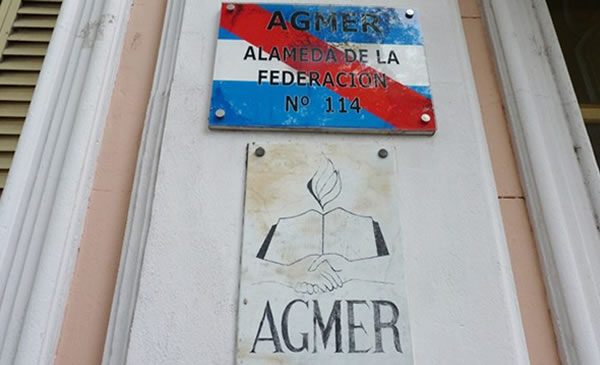 AGMER
ALAMEDA DE LA
FEDERACIÓN
Nº 114
AGMER